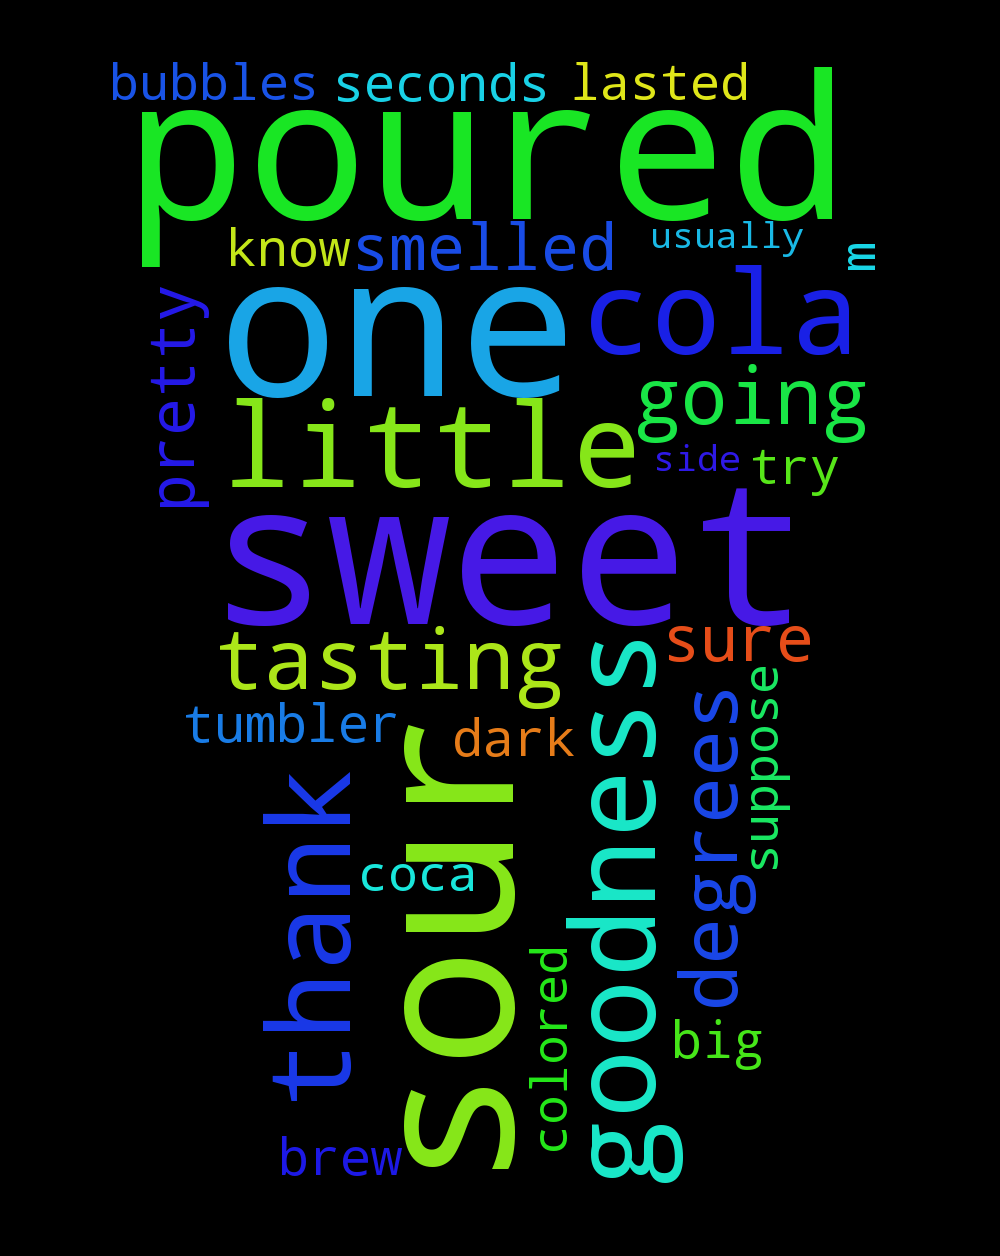 bubbles seconds lasted
poured
know smelled usually m
one cola
pretty
going
little
side try
sweet
tasting sure
tumbler dark
suppose
degrees
goodness
sour
thank
coca
colored
big
brew